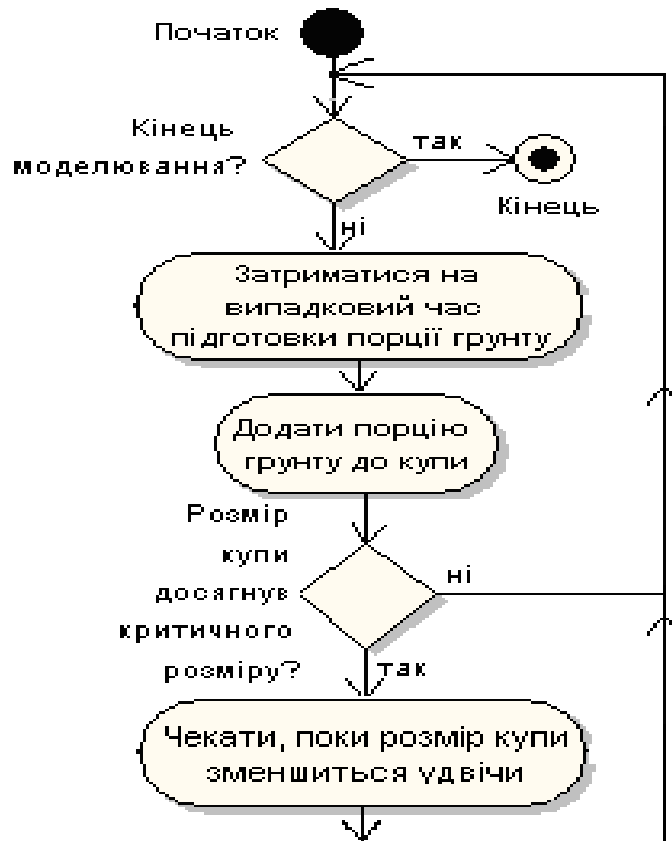 Початок
Кінець
моделювання?
так
Кінець
ні
Затриматися на
випадковий час
підготовки порції грунту
Додати порцію
грунту до купи
Розмір
купи
досягнув
критичного
розміру?
ні
так
Чекати, поки розмір купи
зменшиться удвічи